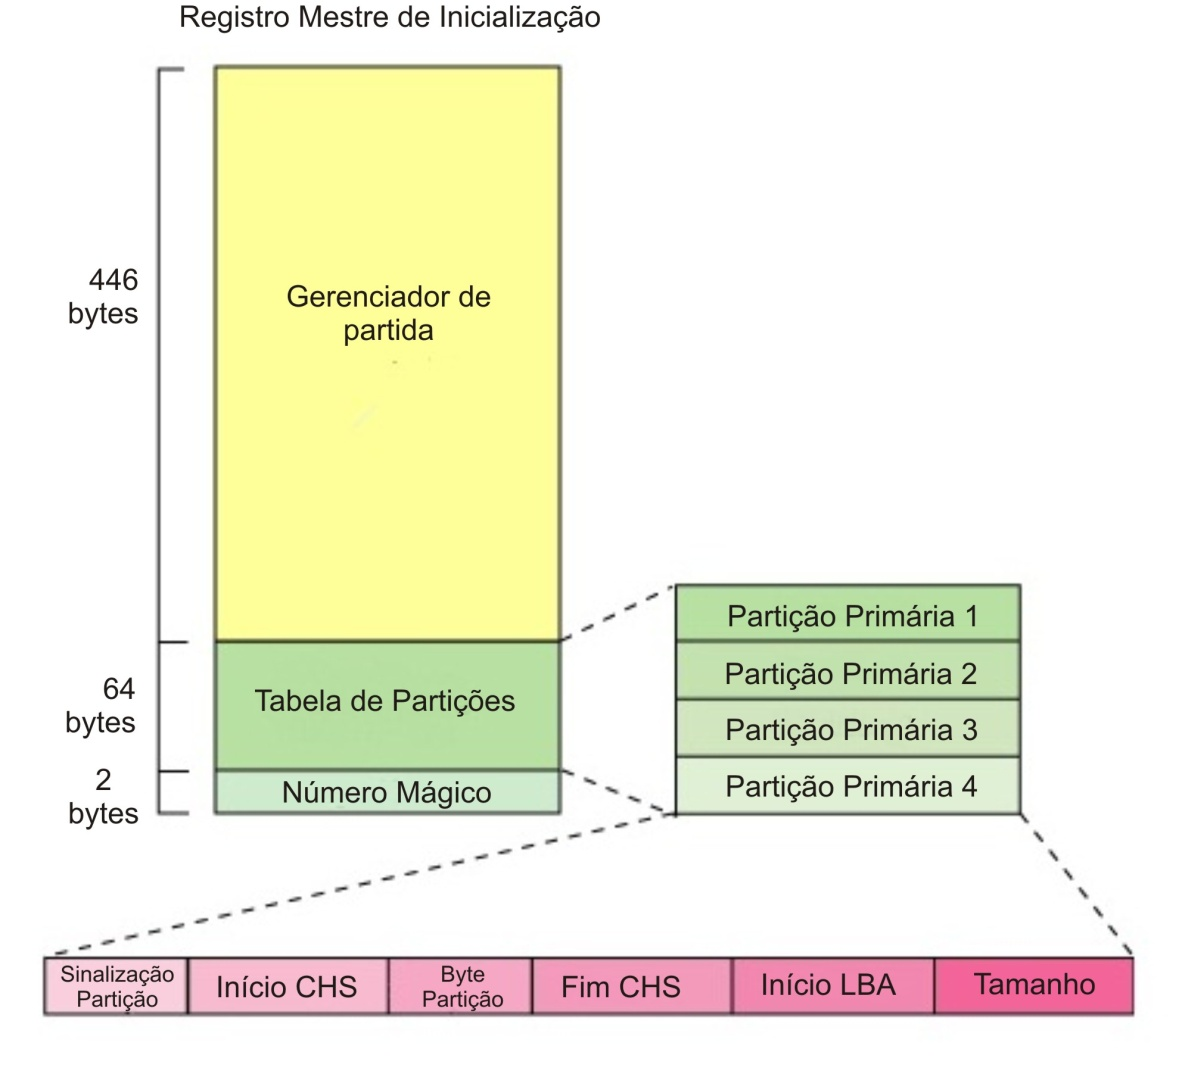 Registro Mestre de Inicialização
446
bytes
Gerenciador de
partida
64
bytes
Tabela de Partições
2
bytes
Número Mágico
Partição Primária 1
Partição Primária 2
Partição Primária 3
Partição Primária 4
Sinalização
Partição
Início CHS
Byte
Partição
Fim CHS
Início LBA
Tamanho